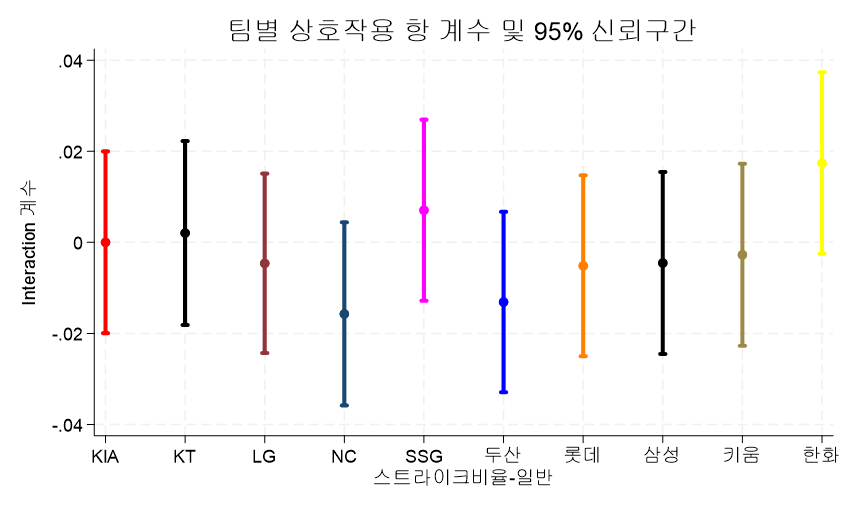 팀별 상호작용 항 계수 및 95% 신뢰구간
Interaction 계수
.04
.02
0
-.02
-.04
KIA KT LG NC SSG 두산 롯데 삼성 키움 한화
스트라이크비율-일반